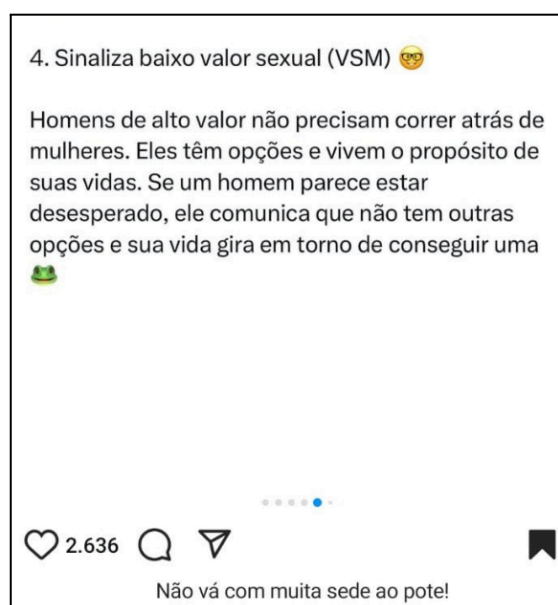 4. Sinaliza baixo valor sexual (VSM) 🤓
Homens de alto valor não precisam correr atrás de
mulheres. Eles têm opções e vivem o propósito de
suas vidas. Se um homem parece estar
desesperado, ele comunica que não tem outras
opções e sua vida gira em torno de conseguir uma
🐸
2.636
Não vá com muita sede ao pote!